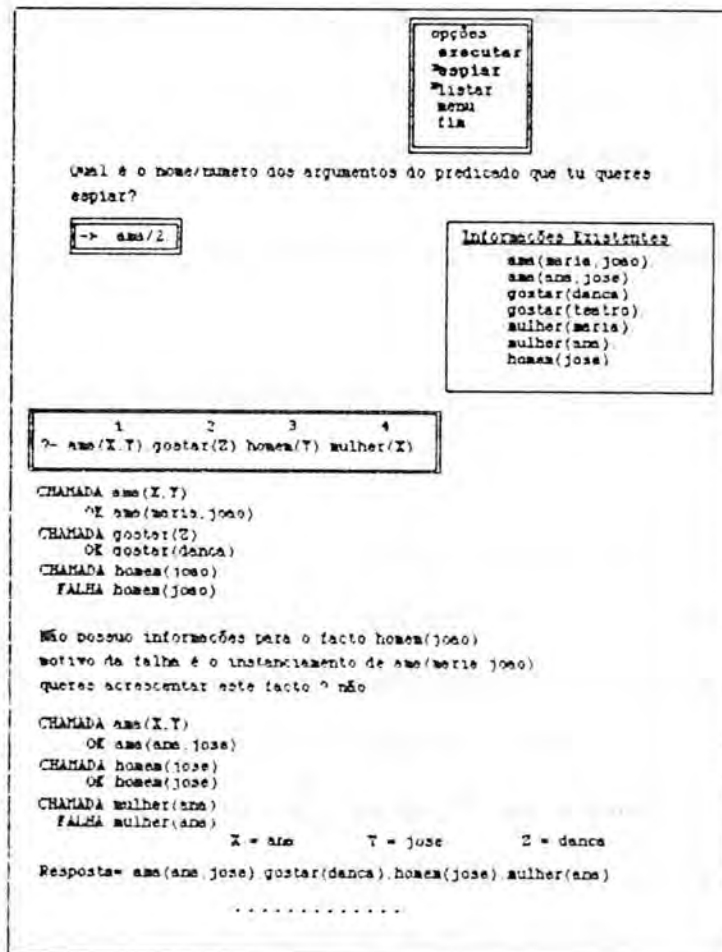 opções
executar
*espiar
*listar
menu
fim
Qual é o nome/numero dos argumentos do predicado que tu queres
espiar?
-> ama/2.
Informacões Existentes
ama(maria,joao).
ama(ana,jose)
gostar(danca)
gostar(teatro).
mulher(maria).
mulher(ana).
homem(jose)
1 2 3 4
?- ama(X,Y).gostar(Z) homem(Y) mulher(X)
CHAMADA ama(X,Y)
OK ama(maria,joao)
CHAMADA gostar(Z)
OK gostar(danca)
CHAMADA homem(joao)
FALHA homem(joao)
Não possuo informacões para o facto homem(joao)
motivo da falha é o instanciamento de ama(maria joao)
queres acrescentar este facto ? não
CHAMADA ama(X,Y)
OK ama(ana,jose)
CHAMADA homem(jose)
OK homem(jose)
CHAMADA mulher(ana)
FALHA mulher(ana)
X = ana Y = jose Z = danca
Resposta= ama(ana,jose).gostar(danca).homem(jose).mulher(ana)
. . . . . . . . . . . . .